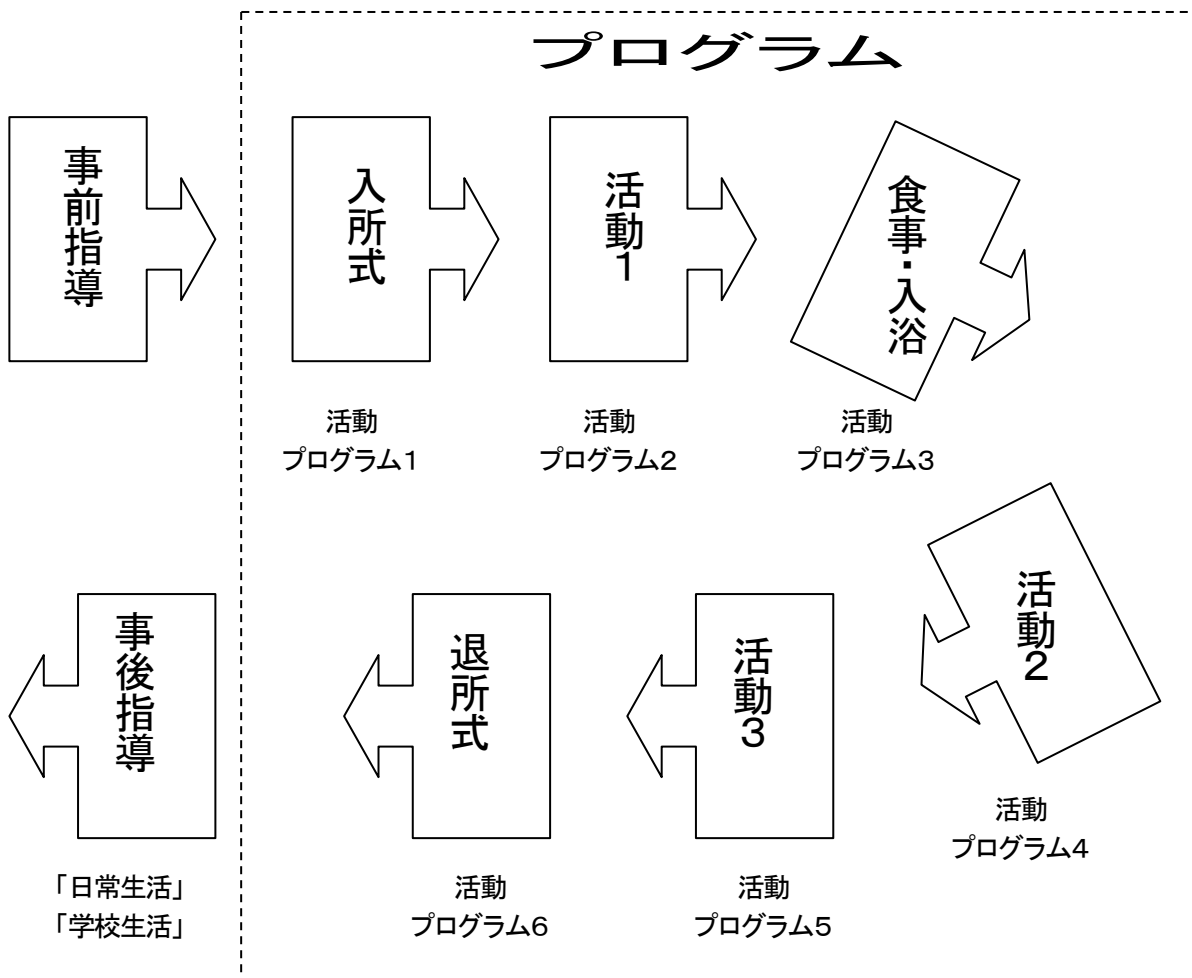 プログラム
事前指導
入所式
活動1
食事・入浴
活動
プログラム1
活動
プログラム2
活動
プログラム3
活動2
活動
プログラム4
活動3
活動
プログラム5
退所式
活動
プログラム6
事後指導
「日常生活」
「学校生活」